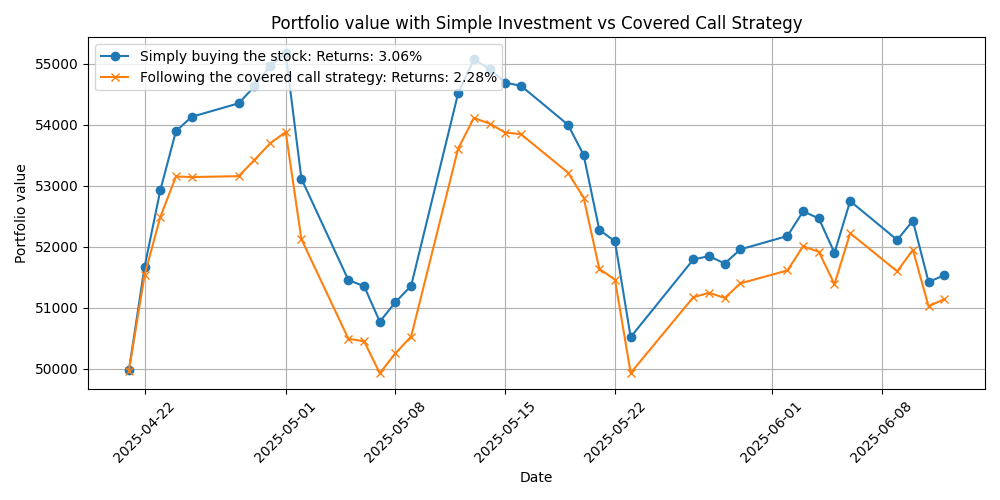 Portfolio value with Simple Investment vs Covered Call Strategy
Simply buying the stock: Returns: 3.06%
Following the covered call strategy: Returns: 2.28%
Portfolio value
55000
54000
53000
52000
51000
50000
2025-04-22
2025-05-01
2025-05-08
2025-05-15
2025-05-22
2025-06-01
2025-06-08
Date